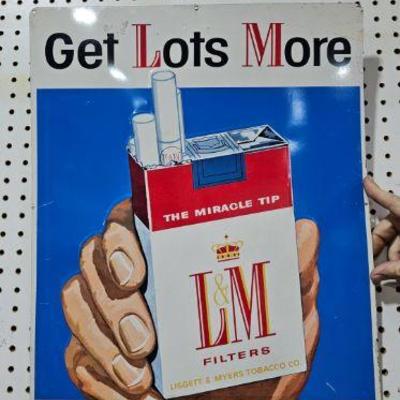 Get Lots More
THE MIRACLE TIP
L&M
FILTERS
LIGGETT & MYERS TOBACCO CO.